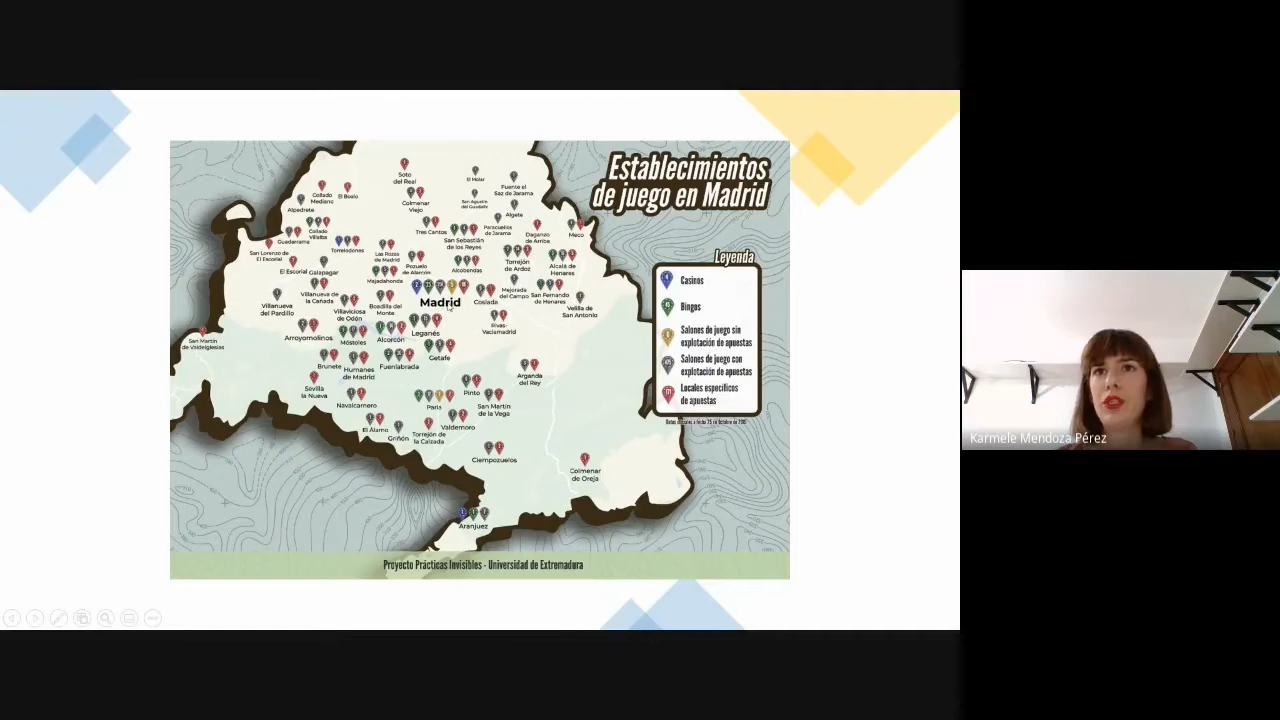 Establecimientos
de juego en Madrid
Leyenda
Casinos
Bingos
Salones de juego sin
explotación de apuestas
Salones de juego con
explotación de apuestas
Locales específicos
de apuestas
Soto
del Real
El Molar
Fuente el
Saz de Jarama
Collado
Mediano
El Boalo
Alpedrete
Colmenar
Viejo
San Agustín
del Guadalix
Algete
Collado
Villalba
Guadarrama
Torrelodones
Tres Cantos
San Sebastián
de los Reyes
Paracuellos
de Jarama
Daganzo
de Arriba
Meco
San Lorenzo de
El Escorial
El Escorial
Galapagar
Las Rozas
de Madrid
Pozuelo
de Alarcón
Alcobendas
Torrejón
de Ardoz
Alcalá de
Henares
Majadahonda
Villanueva
del Pardillo
Villanueva de
la Cañada
Villaviciosa
de Odón
Boadilla del
Monte
Madrid
Coslada
Mejorada
del Campo
San Fernando
de Henares
Velilla de
San Antonio
San Martín
de Valdeiglesias
Arroyomolinos
Móstoles
Alcorcón
Leganés
Rivas-
Vaciamadrid
Getafe
Brunete
Humanes
de Madrid
Fuenlabrada
Arganda
del Rey
Sevilla
la Nueva
Navalcarnero
Parla
Pinto
San Martín
de la Vega
El Álamo
Griñón
Torrejón de
la Calzada
Valdemoro
Ciempozuelos
Colmenar
de Oreja
Aranjuez
Proyecto Prácticas Invisibles - Universidad de Extremadura
Karmele Mendoza Pérez